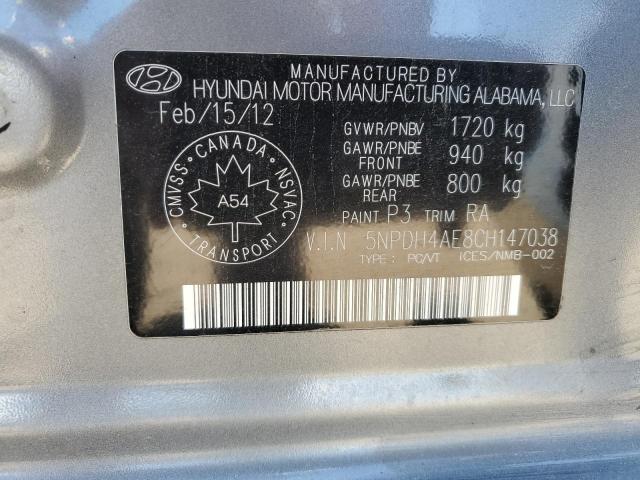 MANUFACTURED BY
HYUNDAI MOTOR MANUFACTURING ALABAMA, LLC
Feb/15/12
GVWR/PNBV 1720 kg
GAWR/PNBE FRONT 940 kg
GAWR/PNBE REAR 800 kg
PAINT P3 TRIM RA
V.I.N 5NPDH4AE8CH147038
TYPE : PC/VT ICES/NMB-002
CANADA
CMVSS
NSVAC
A54
TRANSPORT